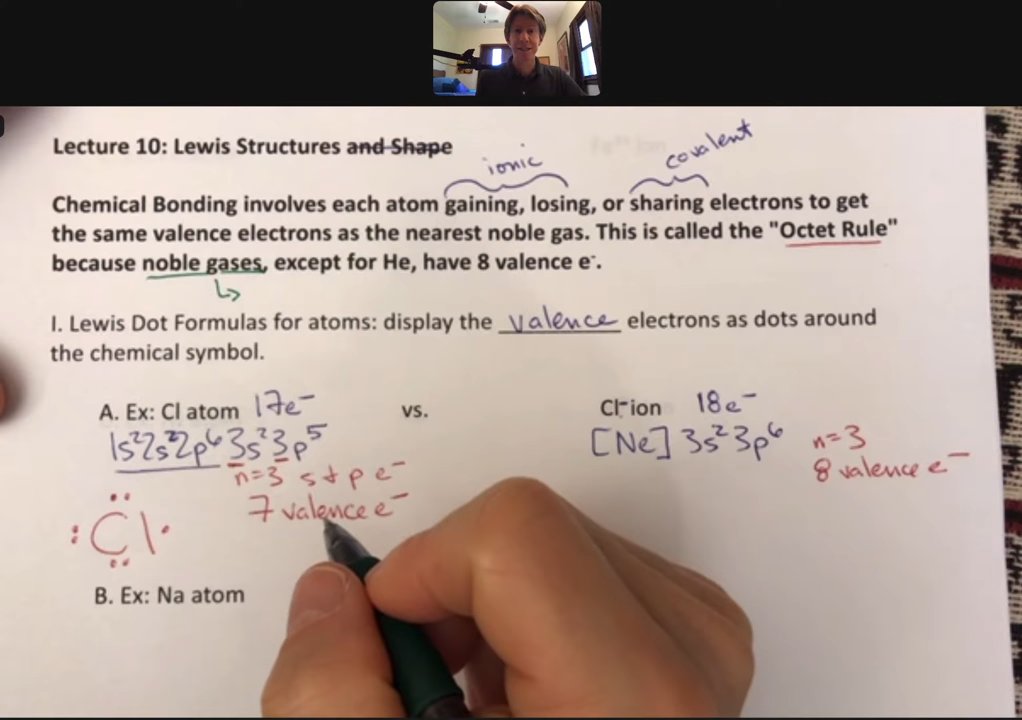 ionic covalent
Lecture 10: Lewis Structures and Shape
Chemical Bonding involves each atom gaining, losing, or sharing electrons to get
the same valence electrons as the nearest noble gas. This is called the "Octet Rule"
because noble gases, except for He, have 8 valence e⁻.
I. Lewis Dot Formulas for atoms: display the valence electrons as dots around
the chemical symbol.
A. Ex: Cl atom 17e⁻ vs. Cl⁻ ion 18e⁻
1s²2s²2p⁶3s²3p⁵ [Ne] 3s²3p⁶ n=3
n=3 s + p e⁻ 8 valence e⁻
7 valence e⁻
Cl
B. Ex: Na atom